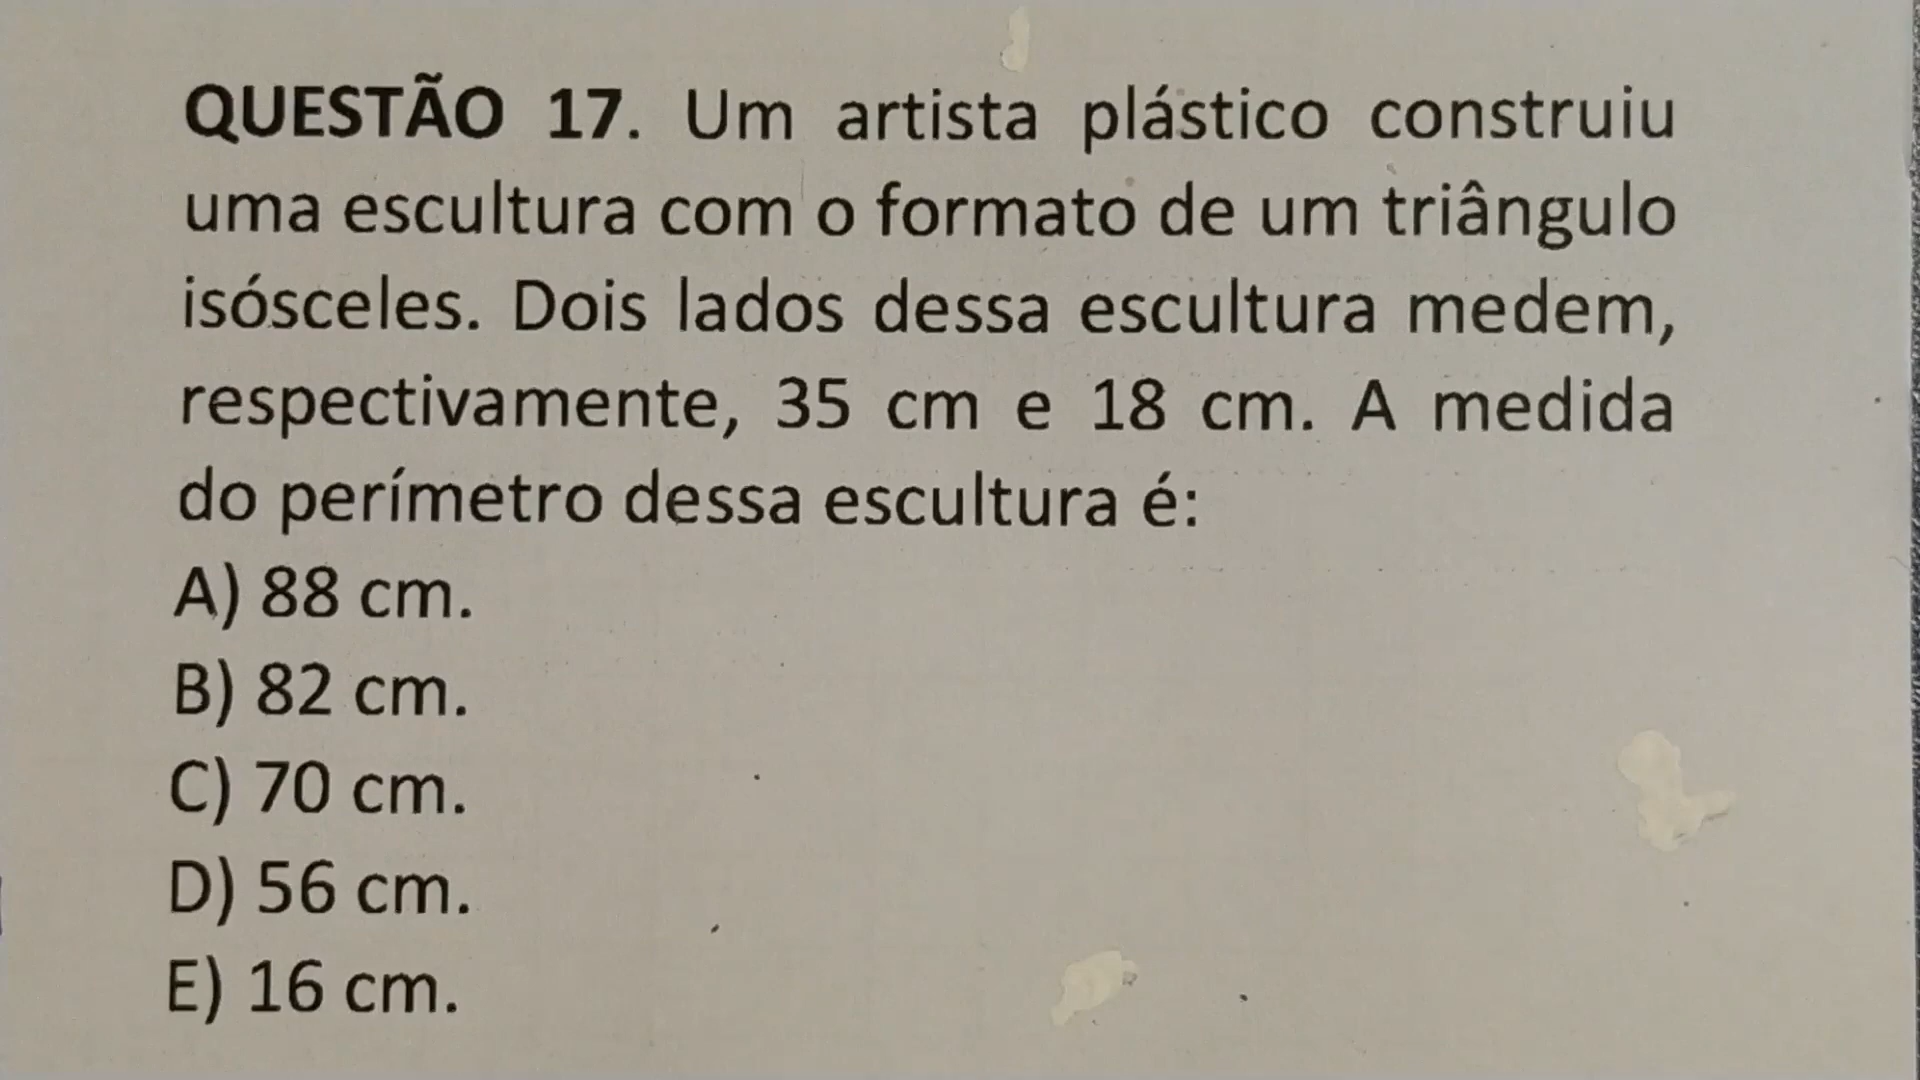 QUESTÃO 17. Um artista plástico construiu
uma escultura com o formato de um triângulo
isósceles. Dois lados dessa escultura medem,
respectivamente, 35 cm e 18 cm. A medida
do perímetro dessa escultura é:
A) 88 cm.
B) 82 cm.
C) 70 cm.
D) 56 cm.
E) 16 cm.